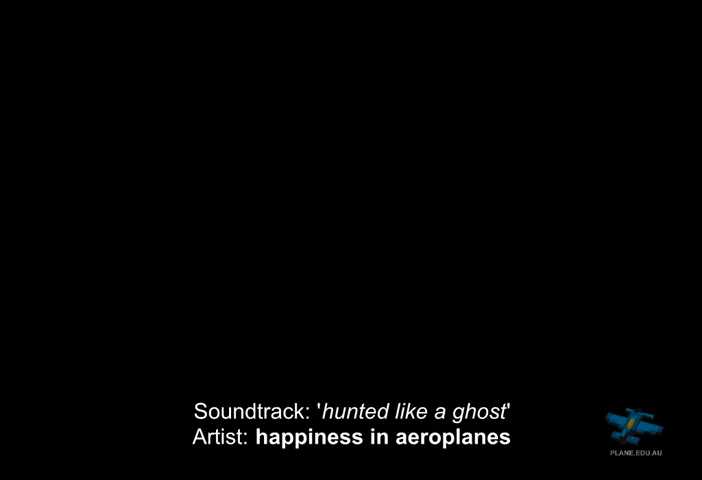 Soundtrack: 'hunted like a ghost'
Artist: happiness in aeroplanes
PLANE.EDU.AU